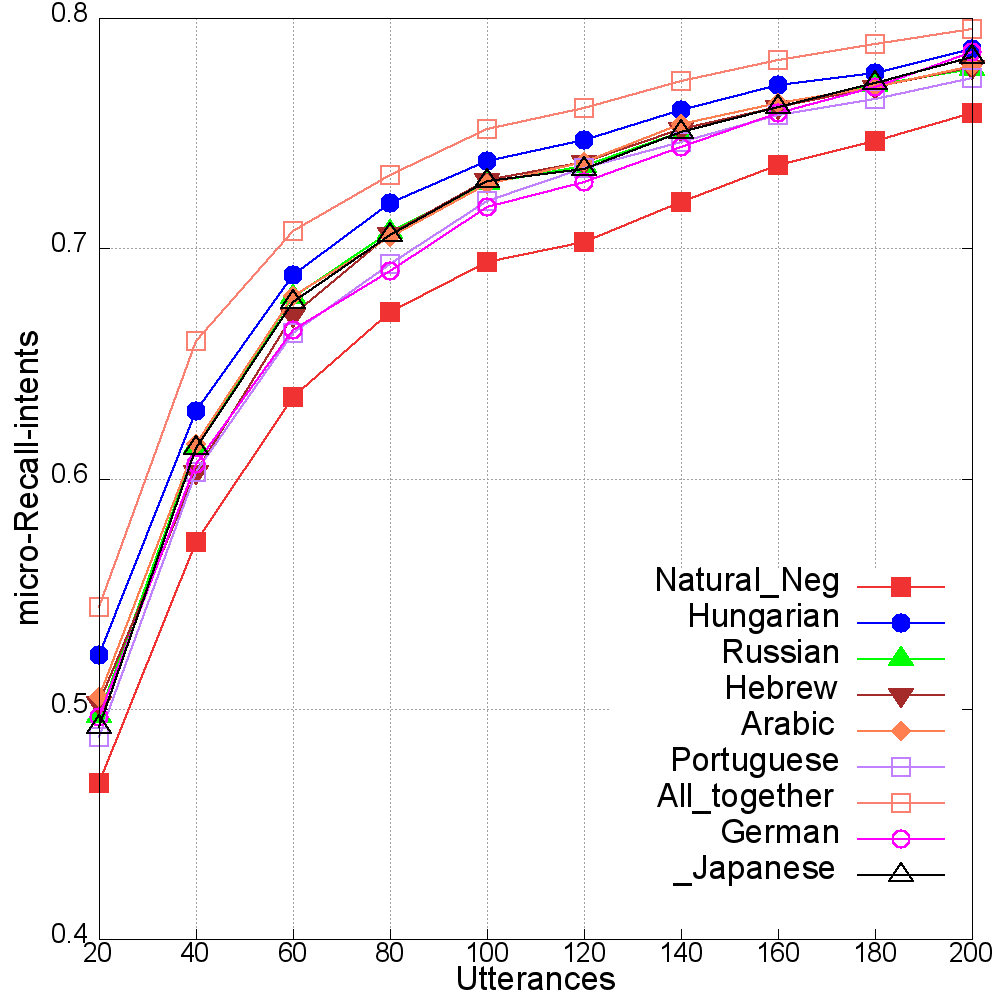 0.8
0.7
0.6
0.5
0.4
micro-Recall-intents
Natural_Neg
Hungarian
Russian
Hebrew
Arabic
Portuguese
All_together
German
_Japanese
20 40 60 80 100 120 140 160 180 200
Utterances